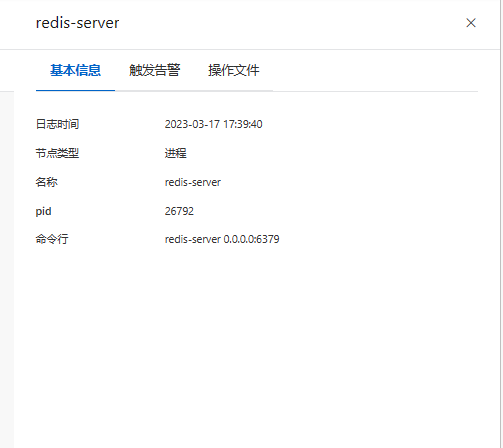 redis-server
基本信息 触发告警 操作文件
日志时间 2023-03-17 17:39:40
节点类型 进程
名称 redis-server
pid 26792
命令行 redis-server 0.0.0.0:6379